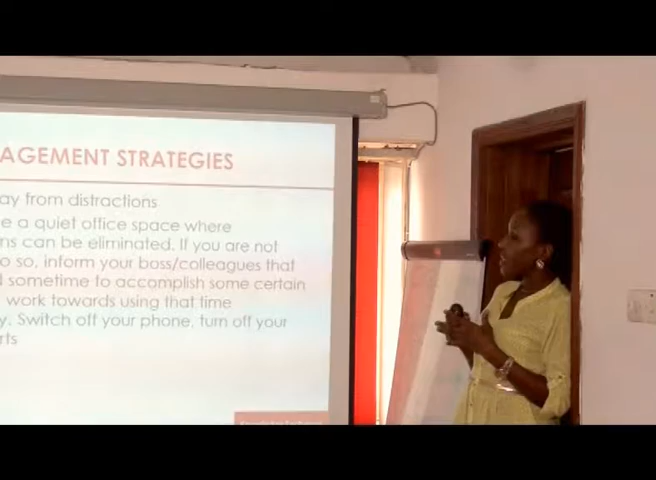 AGEMENT STRATEGIES
ay from distractions
e a quiet office space where
ns can be eliminated. If you are not
o so, inform your boss/colleagues that
d sometime to accomplish some certain
work towards using that time
y. Switch off your phone, turn off your
rts